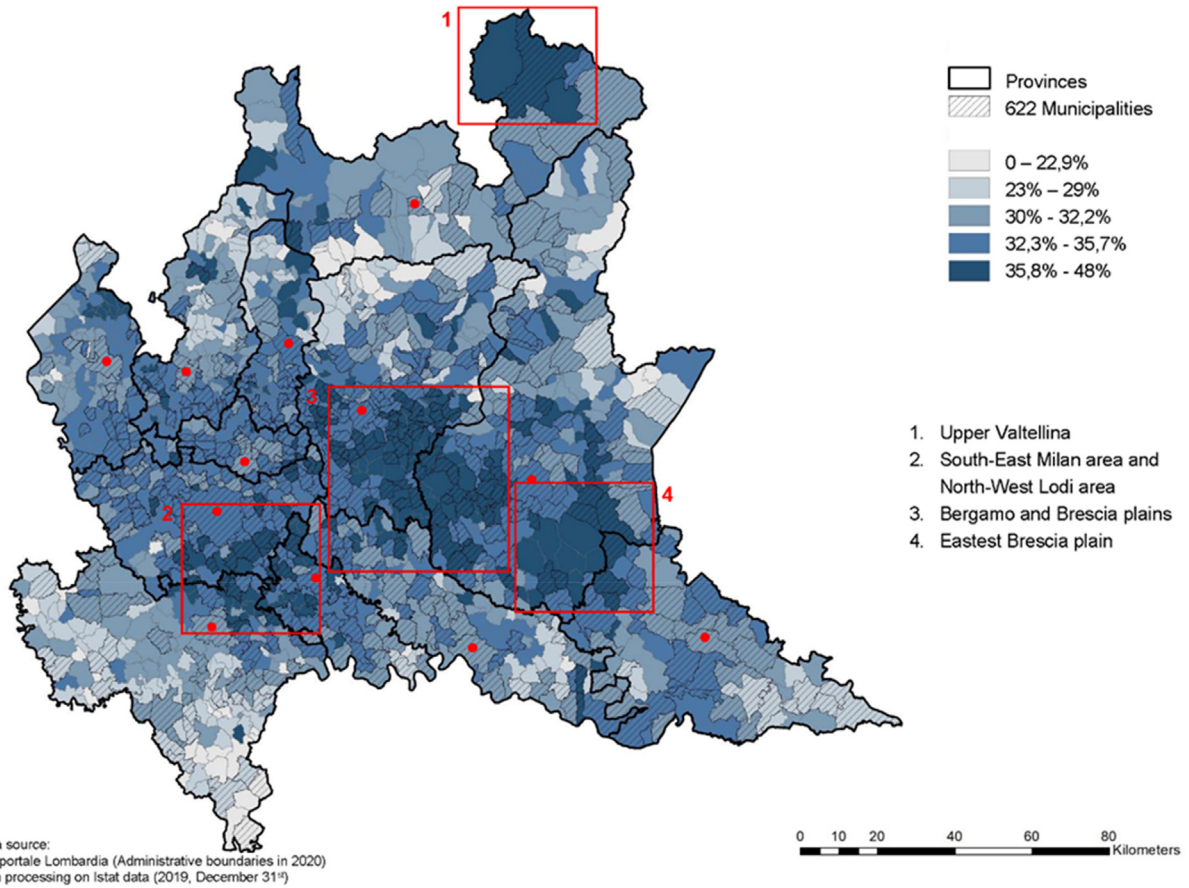 1
Provinces
622 Municipalities
0 – 22,9%
23% – 29%
30% - 32,2%
32,3% - 35,7%
35,8% - 48%
3
2
4
1. Upper Valtellina
2. South-East Milan area and
North-West Lodi area
3. Bergamo and Brescia plains
4. Eastest Brescia plain
source:
portale Lombardia (Administrative boundaries in 2020)
processing on Istat data (2019, December 31st)
0 10 20 40 60 80
Kilometers